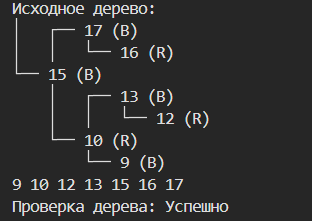 Исходное дерево:
17 (B)
16 (R)
15 (B)
13 (B)
12 (R)
10 (R)
9 (B)
9 10 12 13 15 16 17
Проверка дерева: Успешно